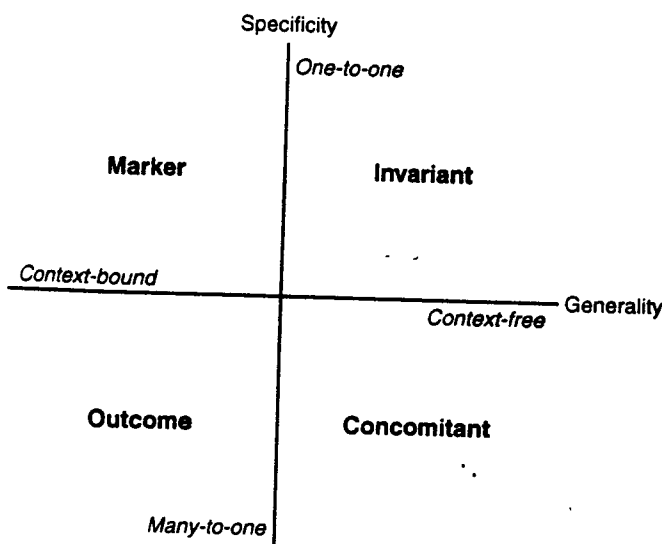 Specificity
One-to-one
Marker
Invariant
Context-bound
Generality
Context-free
Outcome
Concomitant
Many-to-one